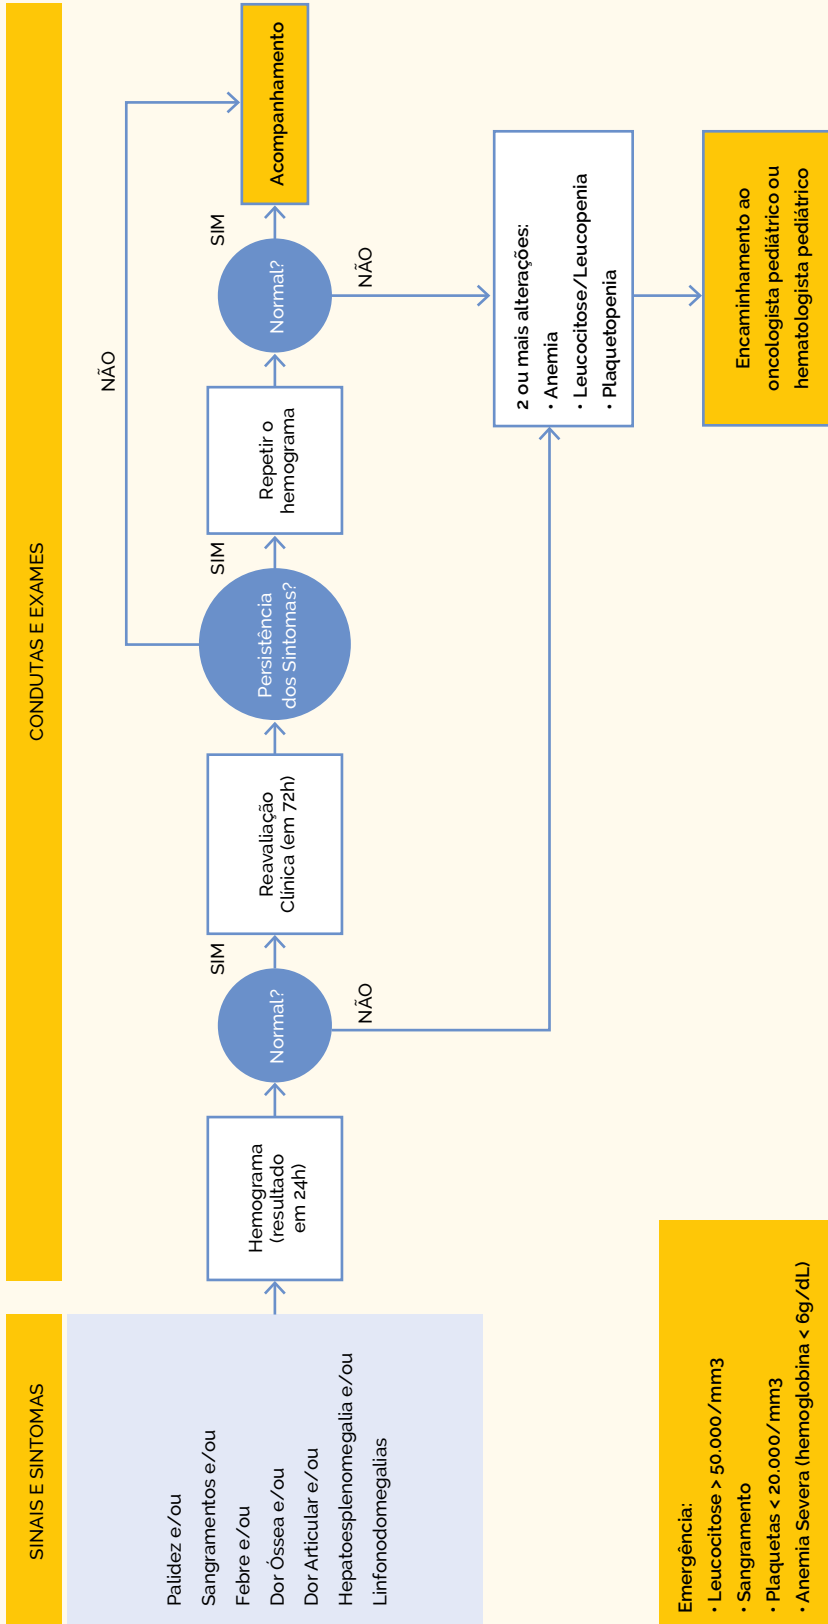 SINAIS E SINTOMAS
CONDUTAS E EXAMES
Palidez e/ou
Sangramentos e/ou
Febre e/ou
Dor Óssea e/ou
Dor Articular e/ou
Hepatoesplenomegalia e/ou
Linfonodomegalias
Hemograma
(resultado
em 24h)
Normal?
SIM
NÃO
Reavaliação
Clínica (em 72h)
Persistência
dos Sintomas?
NÃO
SIM
Repetir o
hemograma
Normal?
SIM
NÃO
Acompanhamento
2 ou mais alterações:
• Anemia
• Leucocitose/Leucopenia
• Plaquetopenia
Encaminhamento ao
oncologista pediátrico ou
hematologista pediátrico
Emergência:
• Leucocitose > 50.000/mm3
• Sangramento
• Plaquetas < 20.000/mm3
• Anemia Severa (hemoglobina < 6g/dL)